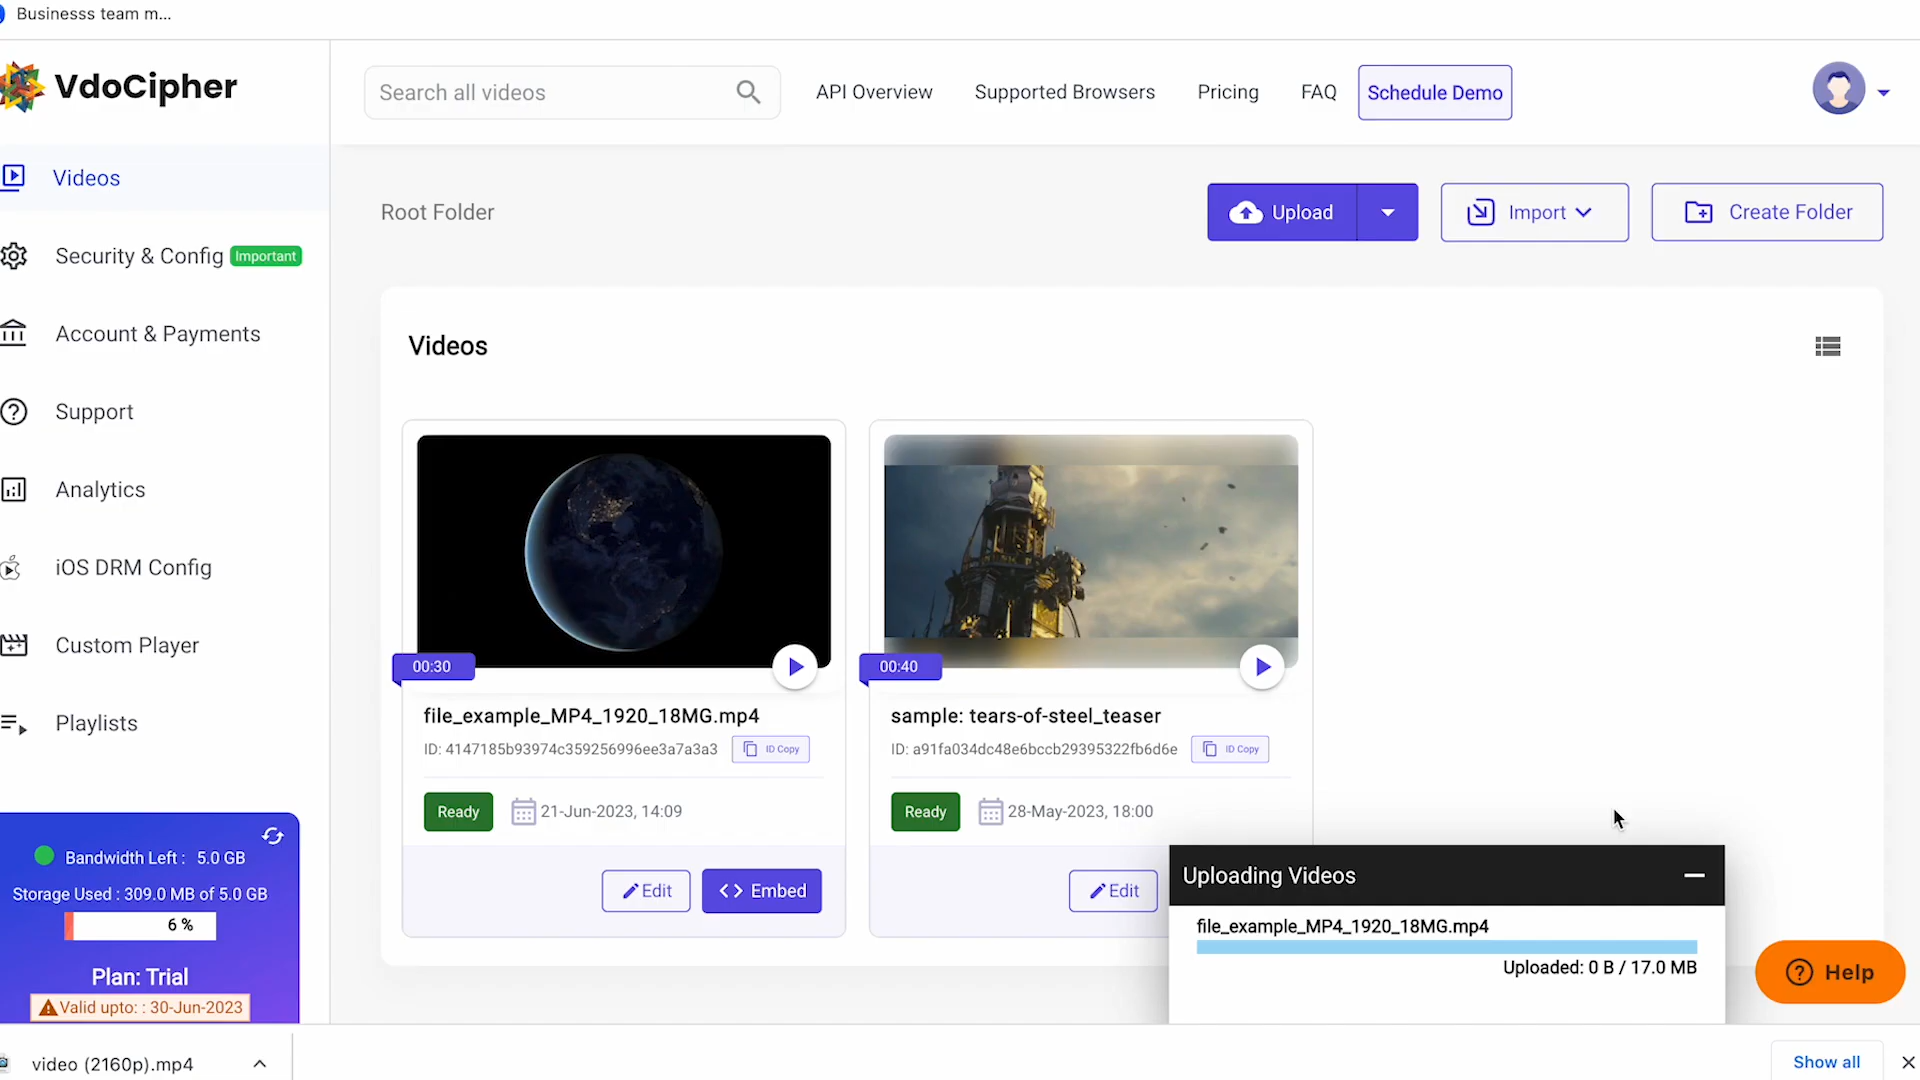 Businesss team m...
VdoCipher
Search all videos
API Overview
Supported Browsers
Pricing
FAQ
Schedule Demo
Videos
Security & Config Important
Account & Payments
Support
Analytics
iOS DRM Config
Custom Player
Playlists
Bandwidth Left : 5.0 GB
Storage Used : 309.0 MB of 5.0 GB
6 %
Plan: Trial
Valid upto: : 30-Jun-2023
Root Folder
Upload
Import
Create Folder
Videos
00:30
file_example_MP4_1920_18MG.mp4
ID: 4147185b93974c359256996ee3a7a3a3 ID Copy
Ready 21-Jun-2023, 14:09
Edit
Embed
00:40
sample: tears-of-steel_teaser
ID: a91fa034dc48e6bccb29395322fb6d6e ID Copy
Ready 28-May-2023, 18:00
Edit
Uploading Videos
file_example_MP4_1920_18MG.mp4
Uploaded: 0 B / 17.0 MB
Help
video (2160p).mp4
Show all